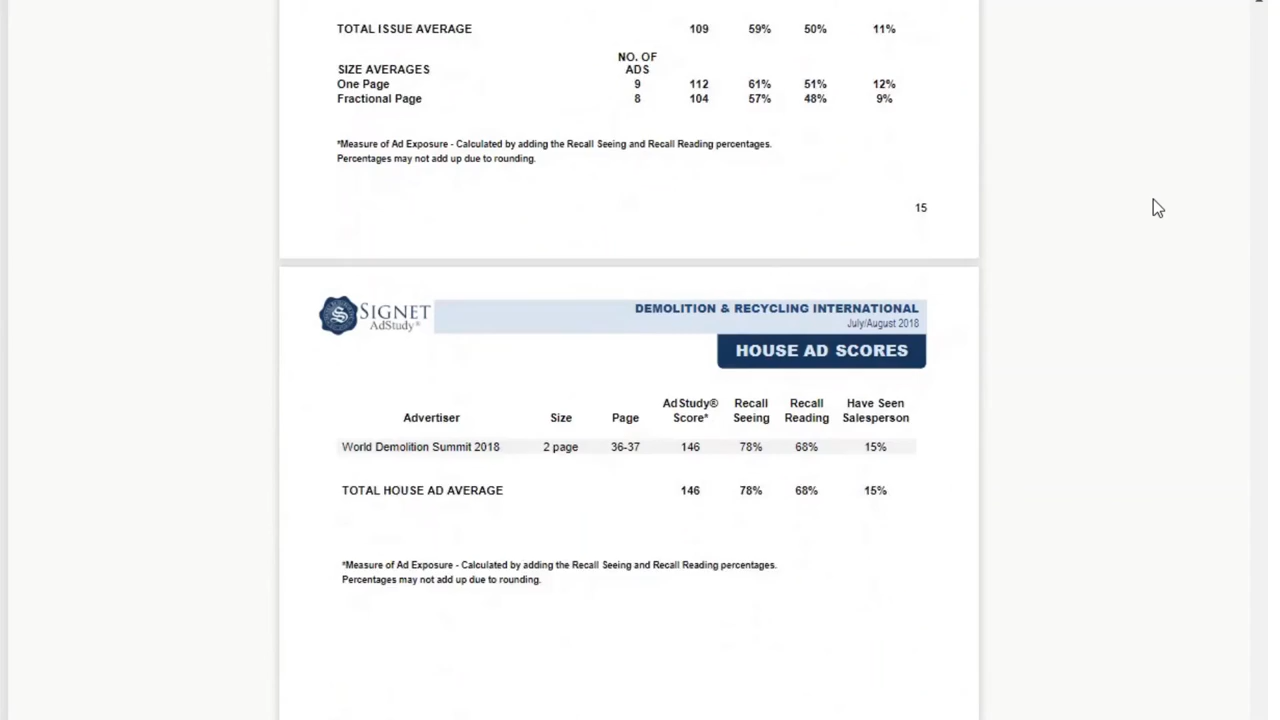 TOTAL ISSUE AVERAGE 109 59% 50% 11%
NO. OF
SIZE AVERAGES ADS
One Page 9 112 61% 51% 12%
Fractional Page 8 104 57% 48% 9%
*Measure of Ad Exposure - Calculated by adding the Recall Seeing and Recall Reading percentages.
Percentages may not add up due to rounding.
15
SIGNET
AdStudy®
DEMOLITION & RECYCLING INTERNATIONAL
July/August 2018
HOUSE AD SCORES
AdStudy® Recall Recall Have Seen
Advertiser Size Page Score* Seeing Reading Salesperson
World Demolition Summit 2018 2 page 36-37 146 78% 68% 15%
TOTAL HOUSE AD AVERAGE 146 78% 68% 15%
*Measure of Ad Exposure - Calculated by adding the Recall Seeing and Recall Reading percentages.
Percentages may not add up due to rounding.